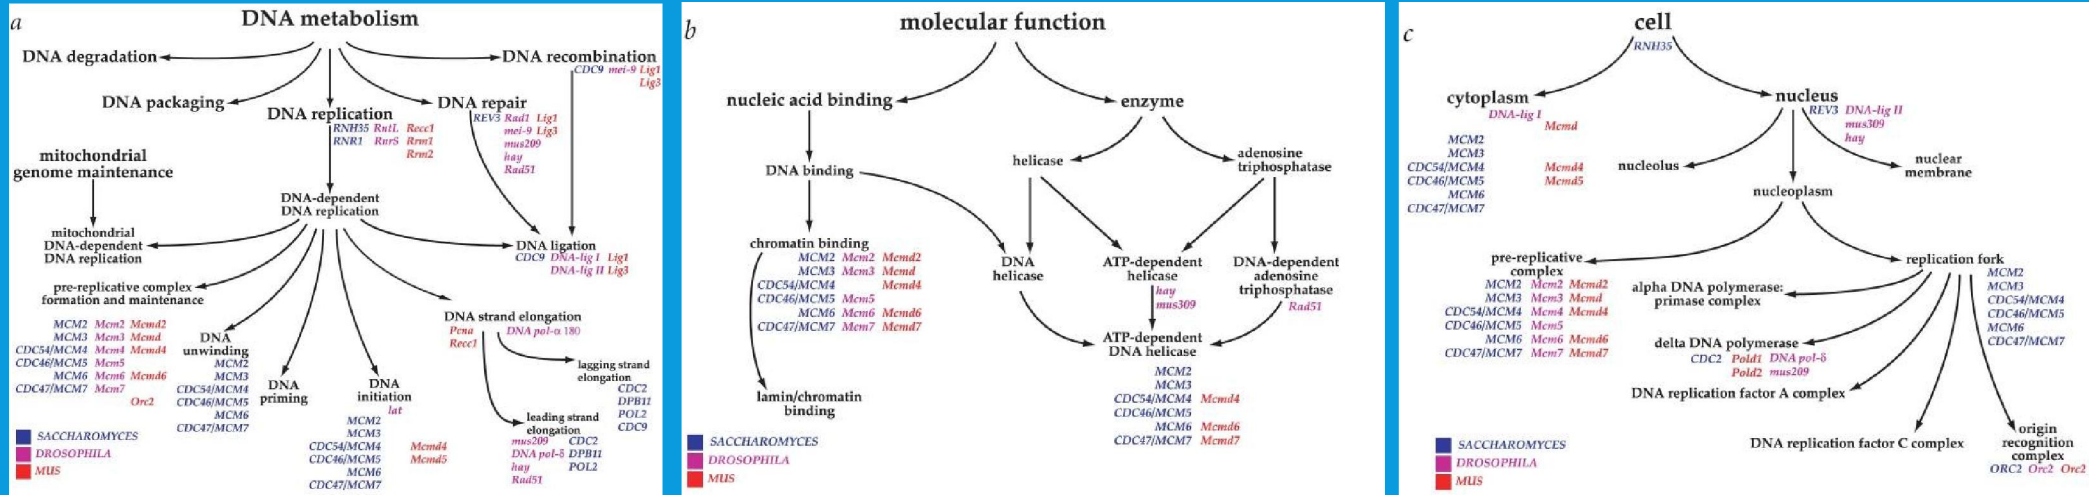 a
DNA metabolism
DNA degradation
DNA recombination
CDC9 mei-9 Lig1
Lig3
DNA packaging
DNA replication
RNH35 RntL Recc1
RNR1 RnrS Rrm1
Rrm2
DNA repair
REV3 Rad1 Lig1
mei-9 Lig3
mus209
hay
Rad51
mitochondrial
genome maintenance
DNA-dependent
DNA replication
mitochondrial
DNA-dependent
DNA replication
DNA ligation
CDC9 DNA-lig I Lig1
DNA-lig II Lig3
pre-replicative complex
formation and maintenance
MCM2 Mcm2 Mcmd2
MCM3 Mcm3 Mcmd
CDC54/MCM4 Mcm4 Mcmd4
CDC46/MCM5 Mcm5
MCM6 Mcm6 Mcmd6
CDC47/MCM7 Mcm7
Orc2
DNA
unwinding
MCM2
MCM3
CDC54/MCM4
CDC46/MCM5
MCM6
CDC47/MCM7
DNA
priming
DNA
initiation
lat
MCM2
MCM3
CDC54/MCM4 Mcmd4
CDC46/MCM5 Mcmd5
MCM6
CDC47/MCM7
DNA strand elongation
Pcna DNA pol-α 180
Recc1
lagging strand
elongation
CDC2
DPB11
POL2
CDC9
leading strand
elongation
mus209 CDC2
DNA pol-δ DPB11
hay POL2
Rad51
SACCHAROMYCES
DROSOPHILA
MUS
b
molecular function
nucleic acid binding
enzyme
DNA binding
helicase
adenosine
triphosphatase
chromatin binding
MCM2 Mcm2 Mcmd2
MCM3 Mcm3 Mcmd
CDC54/MCM4 Mcmd4
CDC46/MCM5 Mcm5
MCM6 Mcm6 Mcmd6
CDC47/MCM7 Mcm7 Mcmd7
DNA
helicase
ATP-dependent
helicase
hay
mus309
DNA-dependent
adenosine
triphosphatase
Rad51
ATP-dependent
DNA helicase
MCM2
MCM3
CDC54/MCM4 Mcmd4
CDC46/MCM5
MCM6 Mcmd6
CDC47/MCM7 Mcmd7
lamin/chromatin
binding
SACCHAROMYCES
DROSOPHILA
MUS
c
cell
RNH35
cytoplasm
DNA-lig I
Mcmd
MCM2
MCM3
CDC54/MCM4 Mcmd4
CDC46/MCM5 Mcmd5
MCM6
CDC47/MCM7
nucleus
REV3 DNA-lig II
mus309
hay
nucleolus
nuclear
membrane
nucleoplasm
pre-replicative
complex
MCM2 Mcm2 Mcmd2
MCM3 Mcm3 Mcmd
CDC54/MCM4 Mcm4 Mcmd4
CDC46/MCM5 Mcm5
MCM6 Mcm6 Mcmd6
CDC47/MCM7 Mcm7 Mcmd7
replication fork
MCM2
MCM3
CDC54/MCM4
CDC46/MCM5
MCM6
CDC47/MCM7
alpha DNA polymerase:
primase complex
delta DNA polymerase
CDC2 Pold1 DNA pol-δ
Pold2 mus209
DNA replication factor A complex
DNA replication factor C complex
origin
recognition
complex
ORC2 Orc2 Orc2
SACCHAROMYCES
DROSOPHILA
MUS